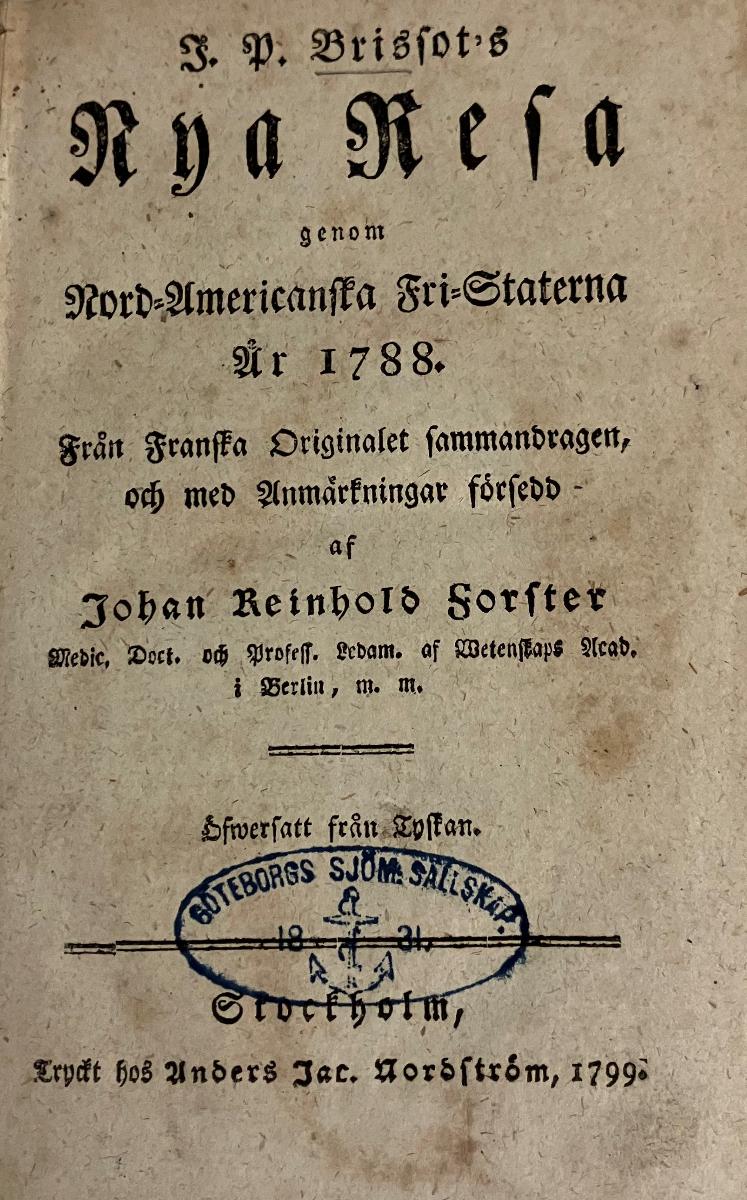 J. P. Brissot's
Nya Resa
genom
Nord-Americanska Fri-Staterna
År 1788.
Från Franska Originalet sammandragen,
och med Anmärkningar försedd
af
Johan Reinhold Forster
Medic. Doct. och Profess. Ledam. af Wetenskaps Acad.
i Berlin, m. m.
Öfwersatt från Tyskan.
GÖTEBORGS SJÖM: SÄLLSKAP.
18 31.
Stockholm,
Tryckt hos Anders Jac. Nordström, 1799.